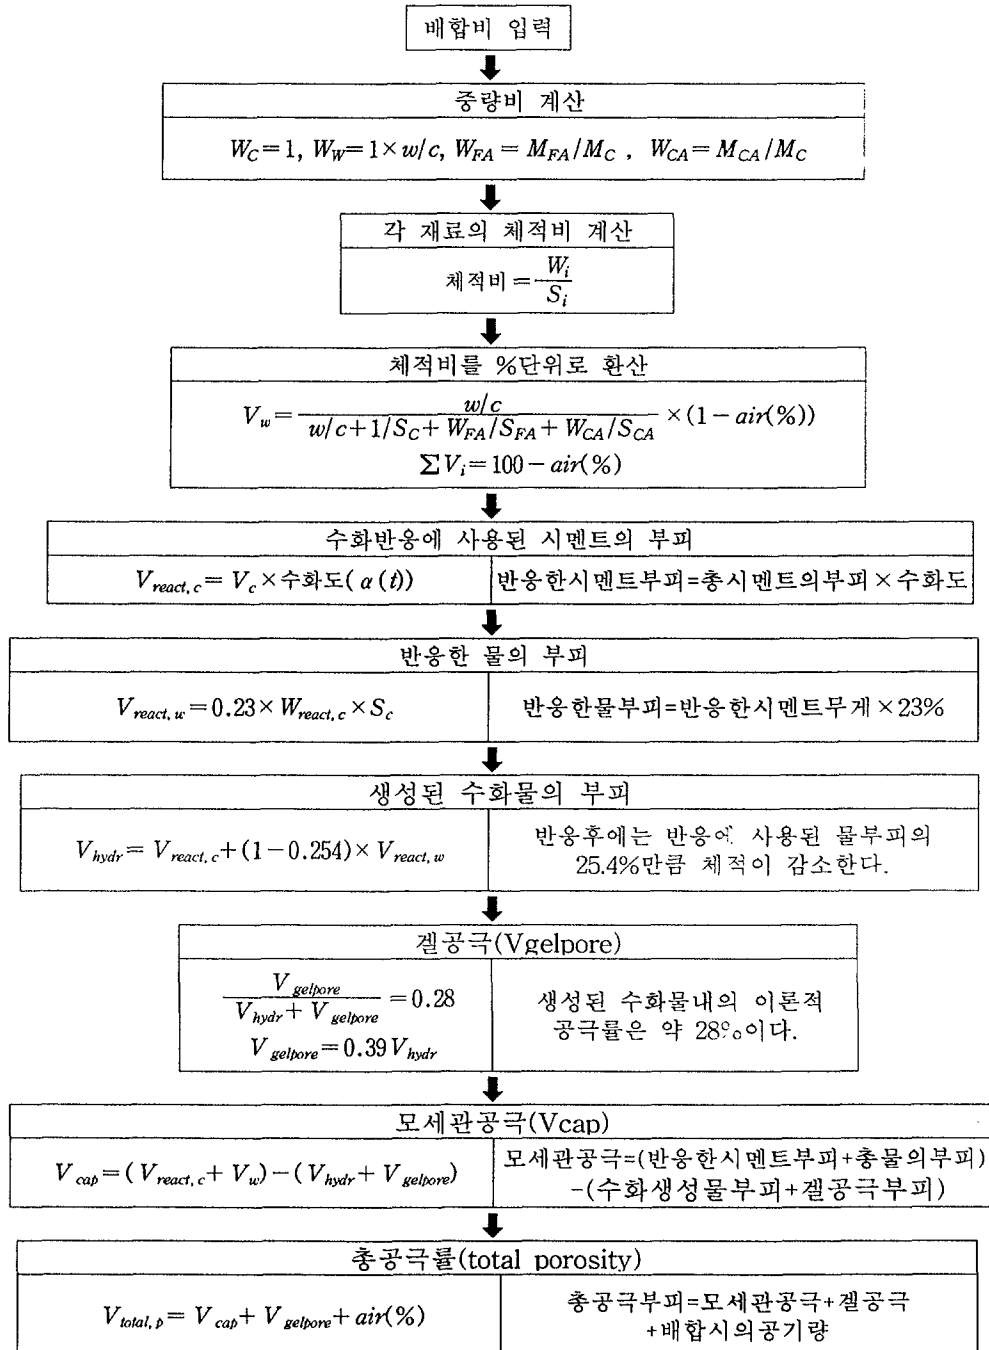 배합비 입력
중량비 계산
W_C=1, W_W=1×w/c, W_FA=M_FA/M_C , W_CA=M_CA/M_C
각 재료의 체적비 계산
체적비=W_i/S_i
체적비를 %단위로 환산
V_w=(w/c)/(w/c+1/S_C+W_FA/S_FA+W_CA/S_CA)×(1-air(%))
∑V_i=100-air(%)
수화반응에 사용된 시멘트의 부피
V_react,c=V_c×수화도(α(t))
반응한시멘트부피=총시멘트의부피×수화도
반응한 물의 부피
V_react,w=0.23×W_react,c×S_c
반응한물부피=반응한시멘트무게×23%
생성된 수화물의 부피
V_hydr=V_react,c+(1-0.254)×V_react,w
반응후에는 반응에 사용된 물부피의
25.4%만큼 체적이 감소한다.
겔공극(Vgelpore)
V_gelpore/(V_hydr+V_gelpore)=0.28
V_gelpore=0.39V_hydr
생성된 수화물내의 이론적
공극률은 약 28%이다.
모세관공극(Vcap)
V_cap=(V_react,c+V_w)-(V_hydr+V_gelpore)
모세관공극=(반응한시멘트부피+총물의부피)
-(수화생성물부피+겔공극부피)
총공극률(total porosity)
V_total,p=V_cap+V_gelpore+air(%)
총공극부피=모세관공극+겔공극
+배합시의공기량